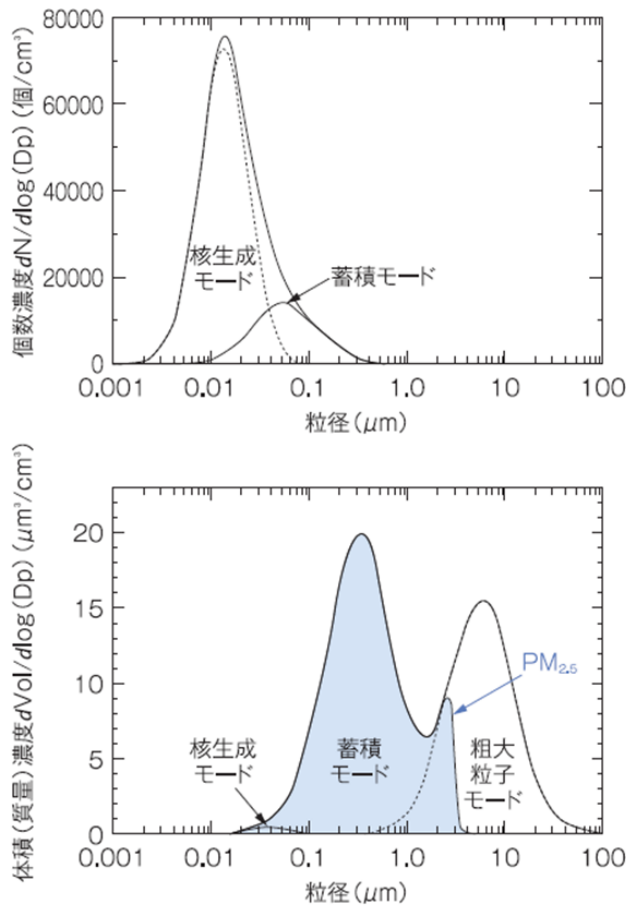 個数濃度dN/dlog(Dp)(個/cm³)
80000
60000
40000
20000
0
核生成
モード
蓄積モード
0.001
0.01
0.1
1.0
10
100
粒径(μm)
体積(質量)濃度dVol/dlog(Dp)(μm³/cm³)
20
15
10
5
0
PM₂.₅
核生成
モード
蓄積
モード
粗大
粒子
モード
0.001
0.01
0.1
1.0
10
100
粒径(μm)